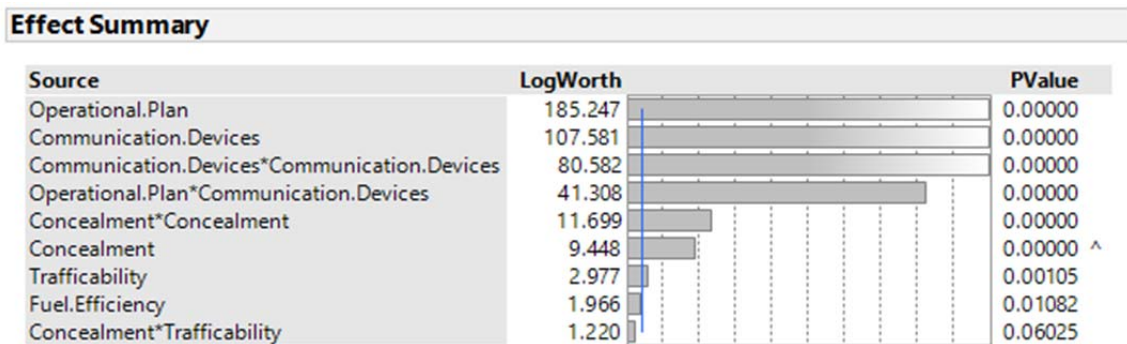 Effect Summary
Source LogWorth PValue
Operational.Plan 185.247 0.00000
Communication.Devices 107.581 0.00000
Communication.Devices*Communication.Devices 80.582 0.00000
Operational.Plan*Communication.Devices 41.308 0.00000
Concealment*Concealment 11.699 0.00000
Concealment 9.448 0.00000 ^
Trafficability 2.977 0.00105
Fuel.Efficiency 1.966 0.01082
Concealment*Trafficability 1.220 0.06025